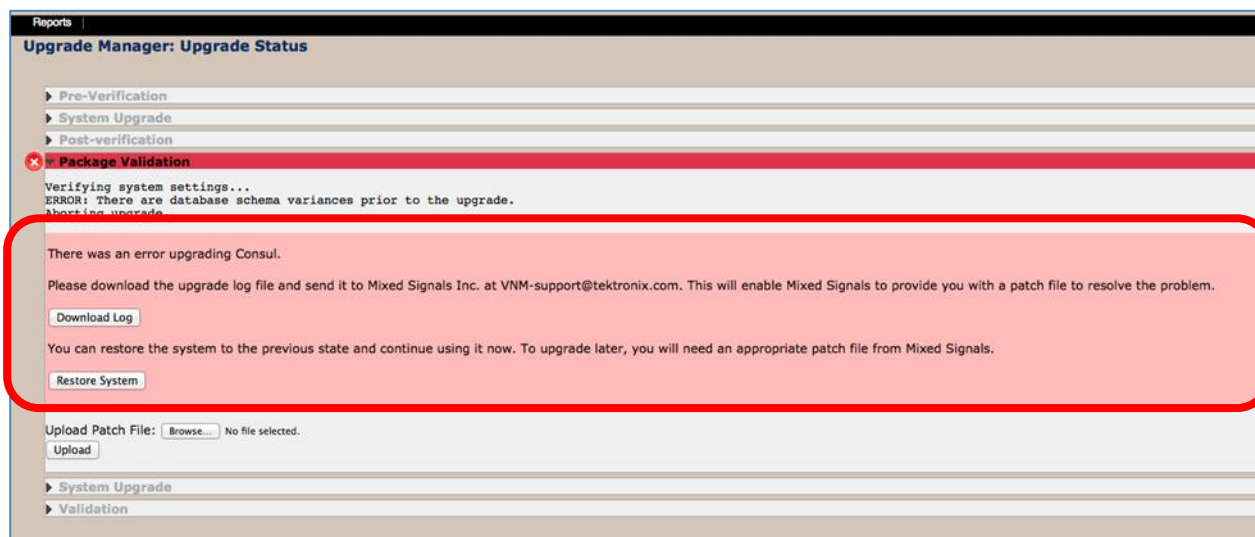 Reports
Upgrade Manager: Upgrade Status
Pre-Verification
System Upgrade
Post-verification
Package Validation
Verifying system settings...
ERROR: There are database schema variances prior to the upgrade.
Aborting upgrade
There was an error upgrading Consul.
Please download the upgrade log file and send it to Mixed Signals Inc. at VNM-support@tektronix.com. This will enable Mixed Signals to provide you with a patch file to resolve the problem.
Download Log
You can restore the system to the previous state and continue using it now. To upgrade later, you will need an appropriate patch file from Mixed Signals.
Restore System
Upload Patch File: Browse... No file selected.
Upload
System Upgrade
Validation